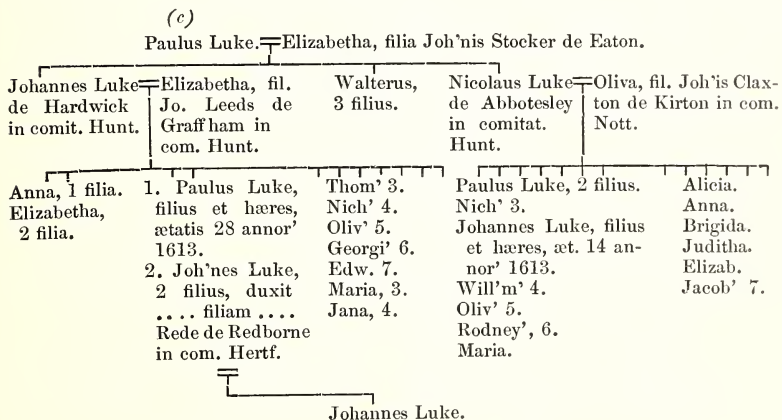 (c)
Paulus Luke.=Elizabetha, filia Joh'nis Stocker de Eaton.
Johannes Luke=Elizabetha, fil.
de Hardwick Jo. Leeds de
in comit. Hunt. Graffham in
com. Hunt.
Walterus,
3 filius.
Nicolaus Luke=Oliva, fil. Joh'is Clax-
de Abbotesley ton de Kirton in com.
in comitat. Nott.
Hunt.
Anna, 1 filia.
Elizabetha,
2 filia.
1. Paulus Luke,
filius et hæres,
ætatis 28 annor'
1613.
2. Joh'nes Luke,
2 filius, duxit
.... filiam ....
Rede de Redborne
in com. Hertf.
Thom' 3.
Nich' 4.
Oliv' 5.
Georgi' 6.
Edw. 7.
Maria, 3.
Jana, 4.
Paulus Luke, 2 filius.
Nich' 3.
Johannes Luke, filius
et hæres, æt. 14 an-
nor' 1613.
Will'm' 4.
Oliv' 5.
Rodney', 6.
Maria.
Alicia.
Anna.
Brigida.
Juditha.
Elizab.
Jacob' 7.
Johannes Luke.